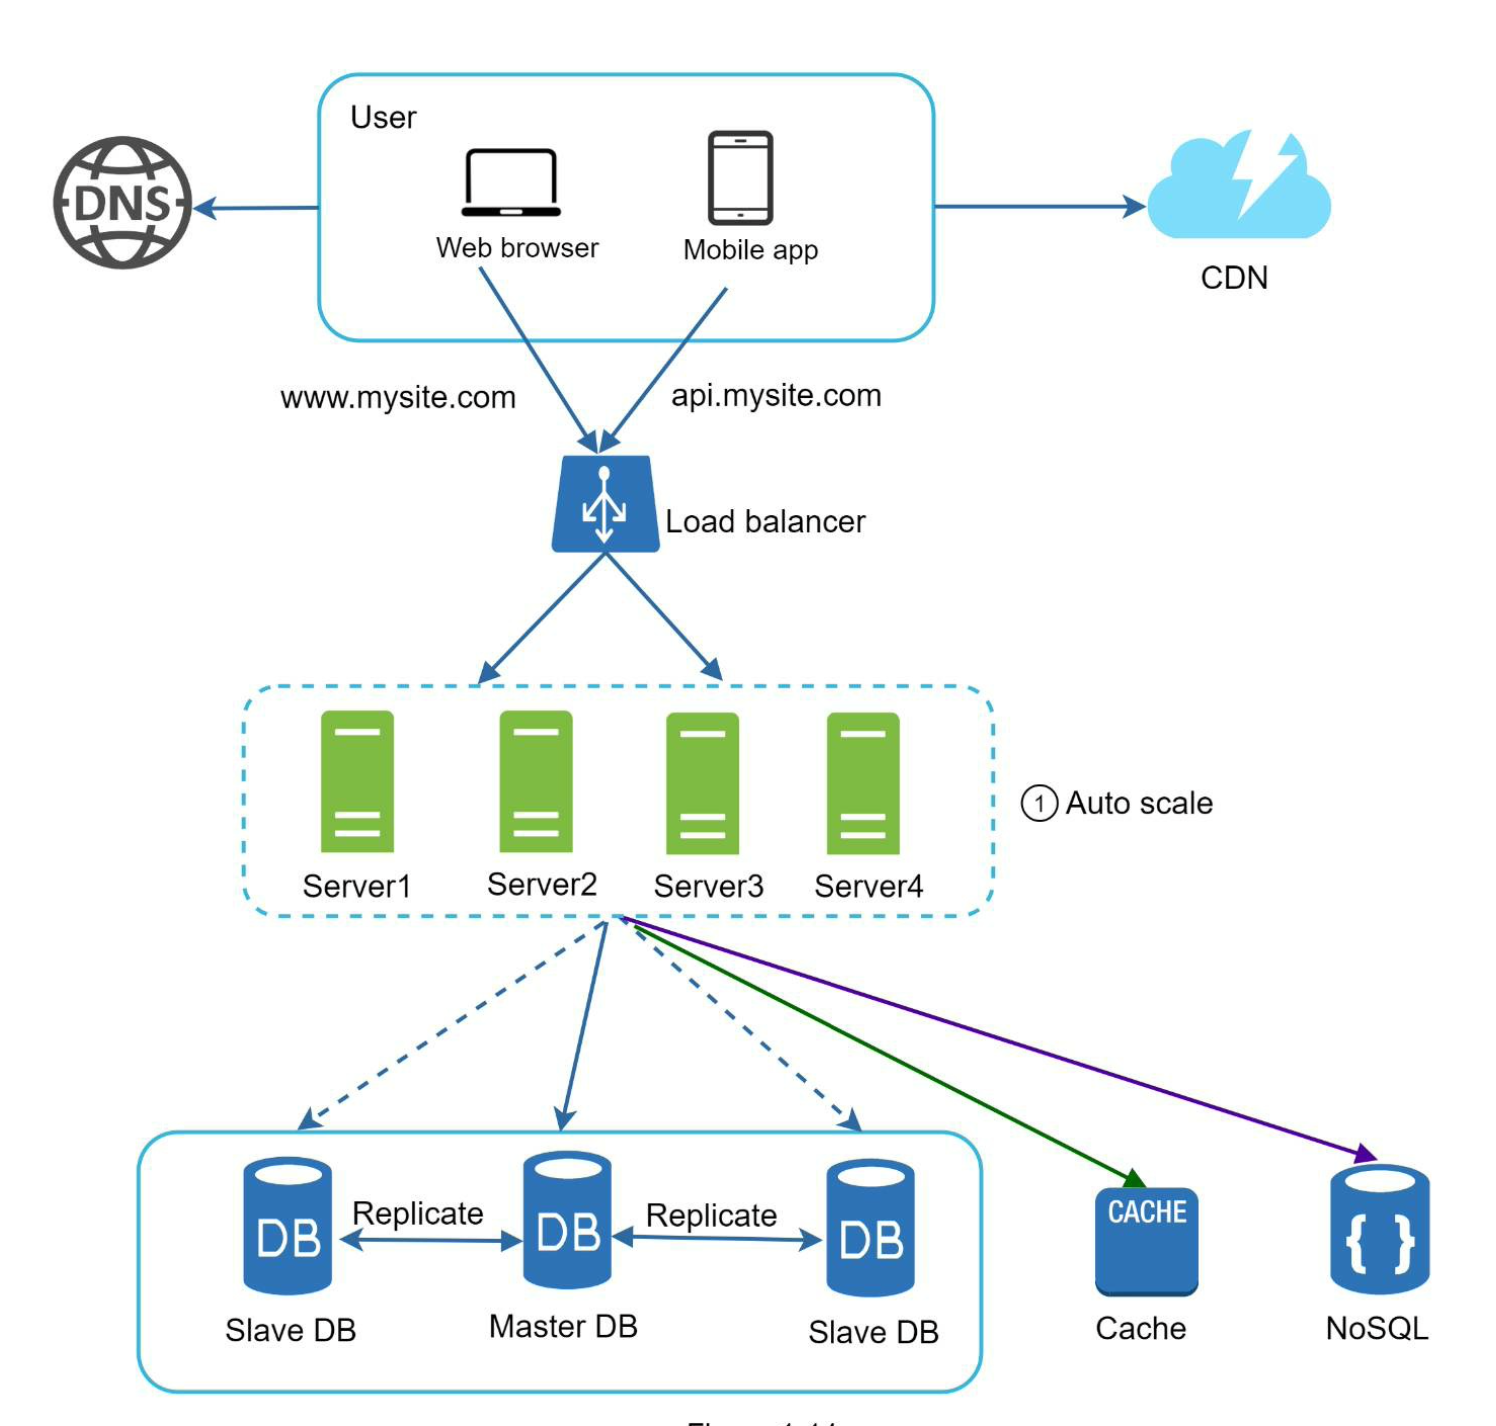 User
DNS
Web browser
Mobile app
CDN
www.mysite.com
api.mysite.com
Load balancer
1 Auto scale
Server1
Server2
Server3
Server4
Replicate
Replicate
DB
DB
DB
CACHE
{ }
Slave DB
Master DB
Slave DB
Cache
NoSQL